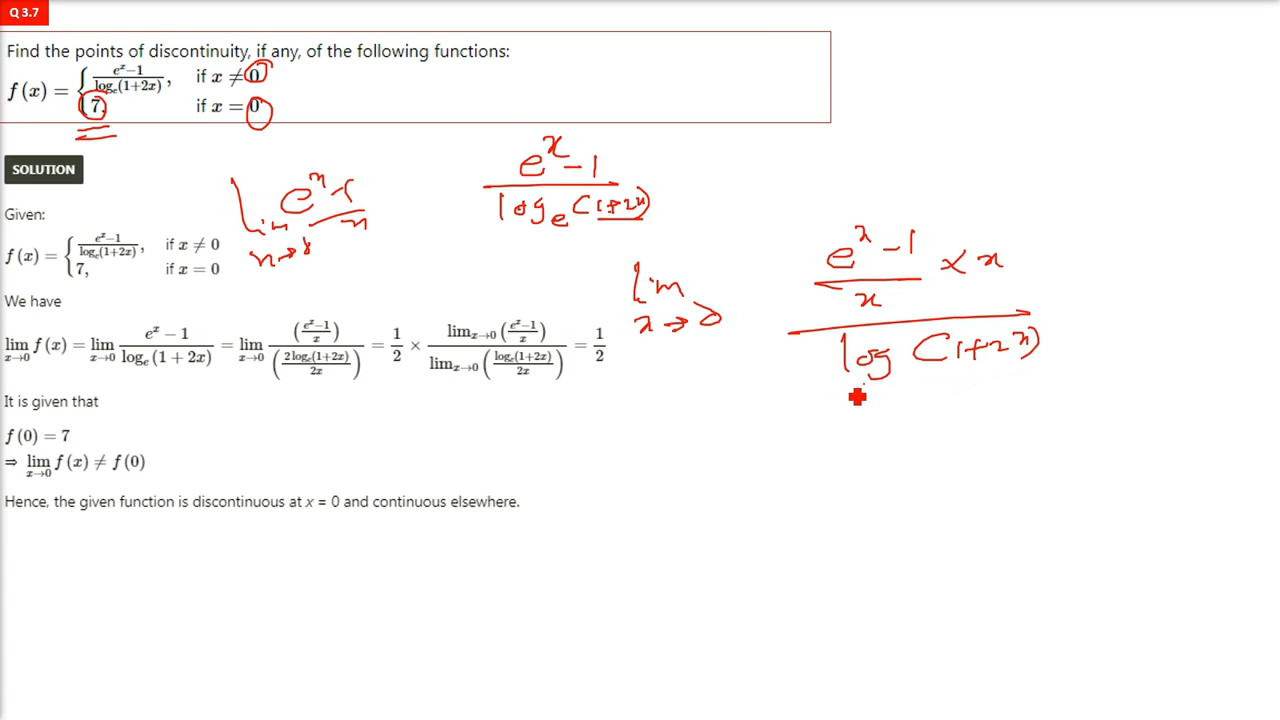 Q 3.7
Find the points of discontinuity, if any, of the following functions:
f(x) = { (e^x−1)/(log_e(1+2x)), if x ≠ 0
7, if x = 0
SOLUTION
Given:
f(x) = { (e^x−1)/(log_e(1+2x)), if x ≠ 0
7, if x = 0
We have
lim_{x→0} f(x) = lim_{x→0} (e^x − 1)/(log_e(1 + 2x)) = lim_{x→0} ((e^x−1)/x)/((2log_e(1+2x))/2x) = 1/2 × (lim_{x→0} ((e^x−1)/x))/(lim_{x→0} ((log_e(1+2x))/2x)) = 1/2
It is given that
f(0) = 7
⇒ lim_{x→0} f(x) ≠ f(0)
Hence, the given function is discontinuous at x = 0 and continuous elsewhere.
lim_{x→0} (e^x−1)/x
(e^x−1)/(log_e(1+2x))
lim_{x→0} ((e^x−1)/x × x)/(log(1+2x))